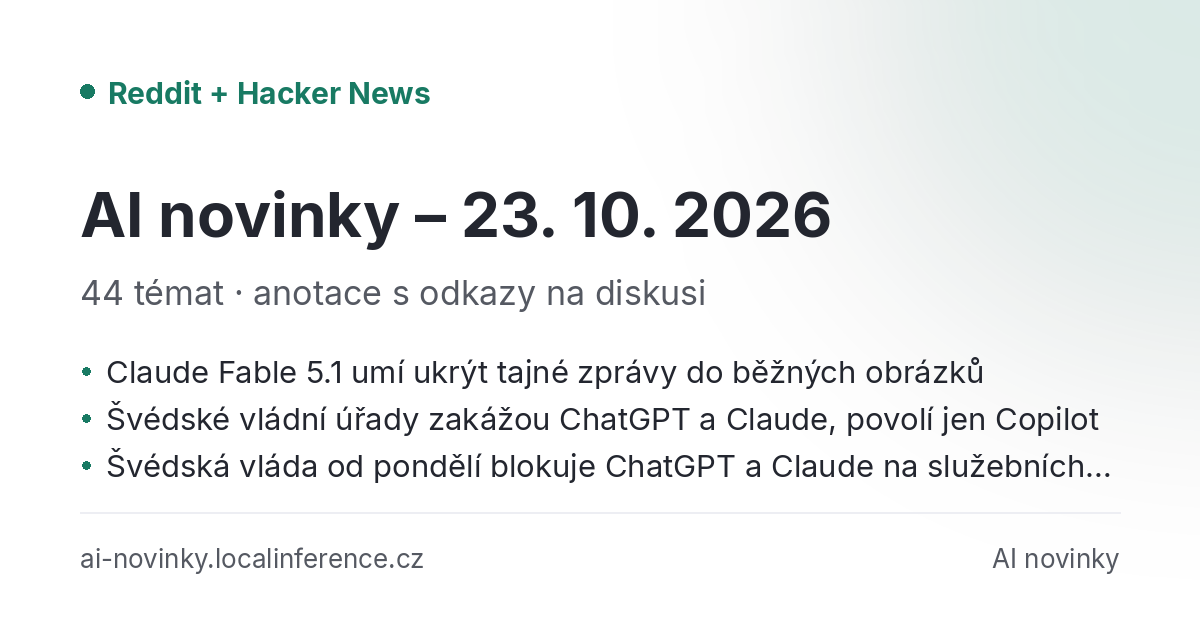 Reddit + Hacker News
AI novinky – 23. 10. 2026
44 témat · anotace s odkazy na diskusi
• Claude Fable 5.1 umí ukrýt tajné zprávy do běžných obrázků
• Švédské vládní úřady zakážou ChatGPT a Claude, povolí jen Copilot
• Švédská vláda od pondělí blokuje ChatGPT a Claude na služebních…
ai-novinky.localinference.cz
AI novinky